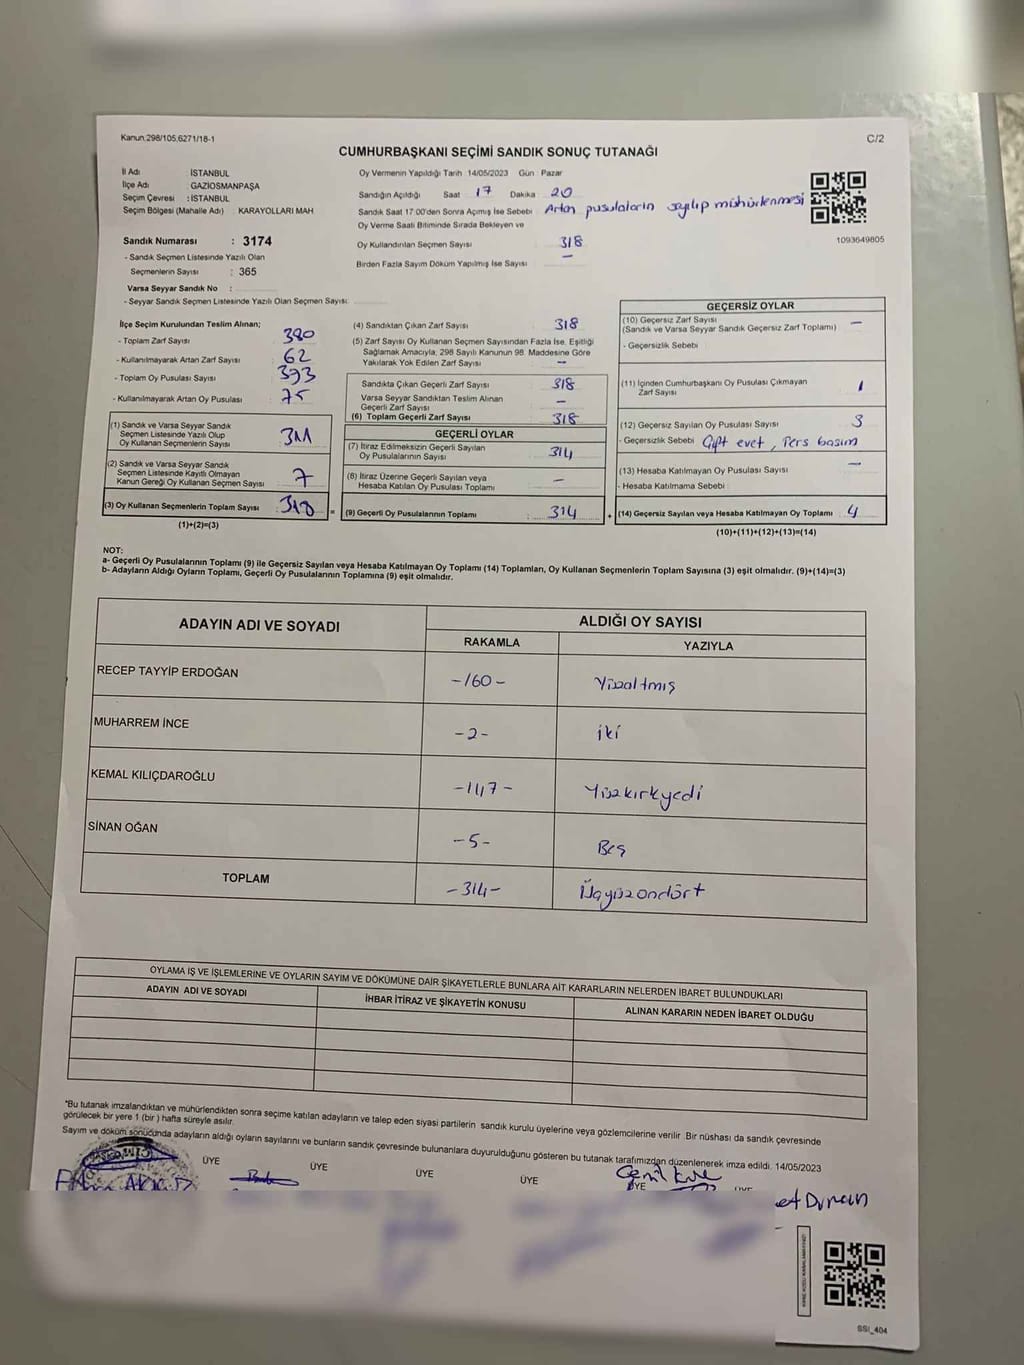 Kanun:298/105,6271/18-1
C/2
CUMHURBAŞKANI SEÇİMİ SANDIK SONUÇ TUTANAĞI
İl Adı : İSTANBUL
İlçe Adı : GAZİOSMANPAŞA
Seçim Çevresi : İSTANBUL
Seçim Bölgesi (Mahalle Adı) : KARAYOLLARI MAH
Sandık Numarası : 3174
- Sandık Seçmen Listesinde Yazılı Olan
Seçmenlerin Sayısı : 365
Varsa Seyyar Sandık No :
- Seyyar Sandık Seçmen Listesinde Yazılı Olan Seçmen Sayısı:
Oy Vermenin Yapıldığı Tarih 14/05/2023 Gün : Pazar
Sandığın Açıldığı Saat 17 Dakika 20
Sandık Saat 17:00'den Sonra Açımış İse Sebebi : Artan pusulaların sayılıp mühürlenmesi
Oy Verme Saati Bitiminde Sırada Bekleyen ve
Oy Kullandırılan Seçmen Sayısı 318
Birden Fazla Sayım Döküm Yapılmış İse Sayısı —
1093649805
İlçe Seçim Kurulundan Teslim Alınan;
- Toplam Zarf Sayısı 380
- Kullanılmayarak Artan Zarf Sayısı 62
- Toplam Oy Pusulası Sayısı 393
- Kullanılmayarak Artan Oy Pusulası 75
(1) Sandık ve Varsa Seyyar Sandık
Seçmen Listesinde Yazılı Olup
Oy Kullanan Seçmenlerin Sayısı : 311
(2) Sandık ve Varsa Seyyar Sandık
Seçmen Listesinde Kayıtlı Olmayan
Kanun Gereği Oy Kullanan Seçmen Sayısı : 7
(3) Oy Kullanan Seçmenlerin Toplam Sayısı : 318
(1)+(2)=(3)
(4) Sandıktan Çıkan Zarf Sayısı 318
(5) Zarf Sayısı Oy Kullanan Seçmen Sayısından Fazla İse, Eşitliği
Sağlamak Amacıyla, 298 Sayılı Kanunun 98. Maddesine Göre
Yakılarak Yok Edilen Zarf Sayısı —
Sandıkta Çıkan Geçerli Zarf Sayısı 318
Varsa Seyyar Sandıktan Teslim Alınan
Geçerli Zarf Sayısı —
(6) Toplam Geçerli Zarf Sayısı 318
GEÇERLİ OYLAR
(7) İtiraz Edilmeksizin Geçerli Sayılan
Oy Pusulalarının Sayısı : 314
(8) İtiraz Üzerine Geçerli Sayılan veya
Hesaba Katılan Oy Pusulası Toplamı : —
= (9) Geçerli Oy Pusulalarının Toplamı : 314
GEÇERSİZ OYLAR
(10) Geçersiz Zarf Sayısı —
(Sandık ve Varsa Seyyar Sandık Geçersiz Zarf Toplamı)
- Geçersizlik Sebebi :
(11) İçinden Cumhurbaşkanı Oy Pusulası Çıkmayan
Zarf Sayısı 1
(12) Geçersiz Sayılan Oy Pusulası Sayısı 3
- Geçersizlik Sebebi : Çift evet, Pers basım
(13) Hesaba Katılmayan Oy Pusulası Sayısı —
- Hesaba Katılmama Sebebi :
+ (14) Geçersiz Sayılan veya Hesaba Katılmayan Oy Toplamı : 4
(10)+(11)+(12)+(13)=(14)
NOT:
a- Geçerli Oy Pusulalarının Toplamı (9) ile Geçersiz Sayılan veya Hesaba Katılmayan Oy Toplamı (14) Toplamları, Oy Kullanan Seçmenlerin Toplam Sayısına (3) eşit olmalıdır. (9)+(14)=(3)
b- Adayların Aldığı Oyların Toplamı, Geçerli Oy Pusulalarının Toplamına (9) eşit olmalıdır.
ADAYIN ADI VE SOYADI
ALDIĞI OY SAYISI
RAKAMLA YAZIYLA
RECEP TAYYİP ERDOĞAN -160- Yüzaltmış
MUHARREM İNCE -2- iki
KEMAL KILIÇDAROĞLU -147- Yüzkırkyedi
SİNAN OĞAN -5- Beş
TOPLAM -314- Üçyüzondört
OYLAMA İŞ VE İŞLEMLERİNE VE OYLARIN SAYIM VE DÖKÜMÜNE DAİR ŞİKAYETLERLE BUNLARA AİT KARARLARIN NELERDEN İBARET BULUNDUKLARI
ADAYIN ADI VE SOYADI İHBAR İTİRAZ VE ŞİKAYETİN KONUSU ALINAN KARARIN NEDEN İBARET OLDUĞU
*Bu tutanak imzalandıktan ve mühürlendikten sonra seçime katılan adayların ve talep eden siyasi partilerin sandık kurulu üyelerine veya gözlemcilerine verilir. Bir nüshası da sandık çevresinde
görülecek bir yere 1 (bir) hafta süreyle asılır.
Sayım ve döküm sonucunda adayların aldığı oyların sayılarını ve bunların sandık çevresinde bulunanlara duyurulduğunu gösteren bu tutanak tarafımızdan düzenlenerek imza edildi. 14/05/2023
ÜYE ÜYE ÜYE ÜYE ÜYE
SSI_404